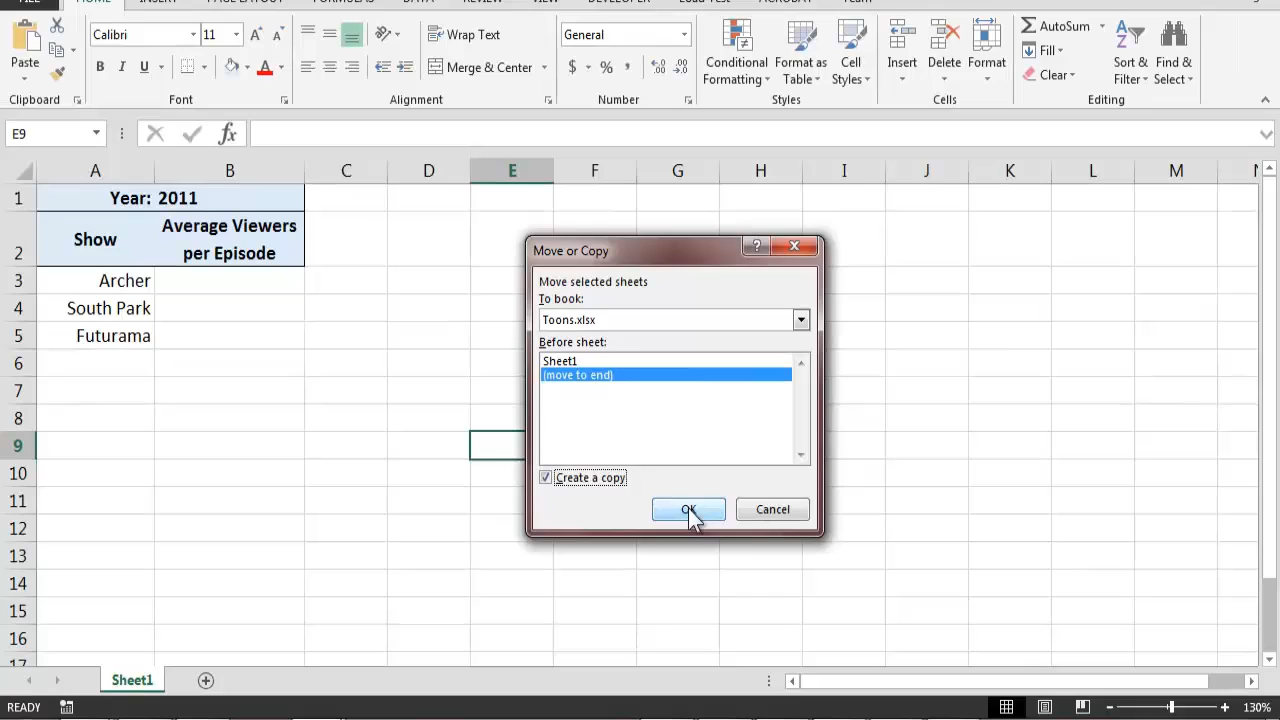 FILE HOME INSERT PAGE LAYOUT FORMULAS DATA REVIEW VIEW DEVELOPER Load Test ACROBAT Team
Calibri 11 Wrap Text General AutoSum
Paste B I U Merge & Center $ % , Conditional Formatting Format as Table Cell Styles Insert Delete Format Fill Clear Sort & Filter Find & Select
Clipboard Font Alignment Number Styles Cells Editing
E9 fx
A B C D E F G H I J K L M
1 Year: 2011
2 Show Average Viewers per Episode
3 Archer
4 South Park
5 Futurama
6
7
8
9
10
11
12
13
14
15
16
17
Move or Copy
Move selected sheets
To book:
Toons.xlsx
Before sheet:
Sheet1
(move to end)
Create a copy
OK Cancel
Sheet1
READY 130%